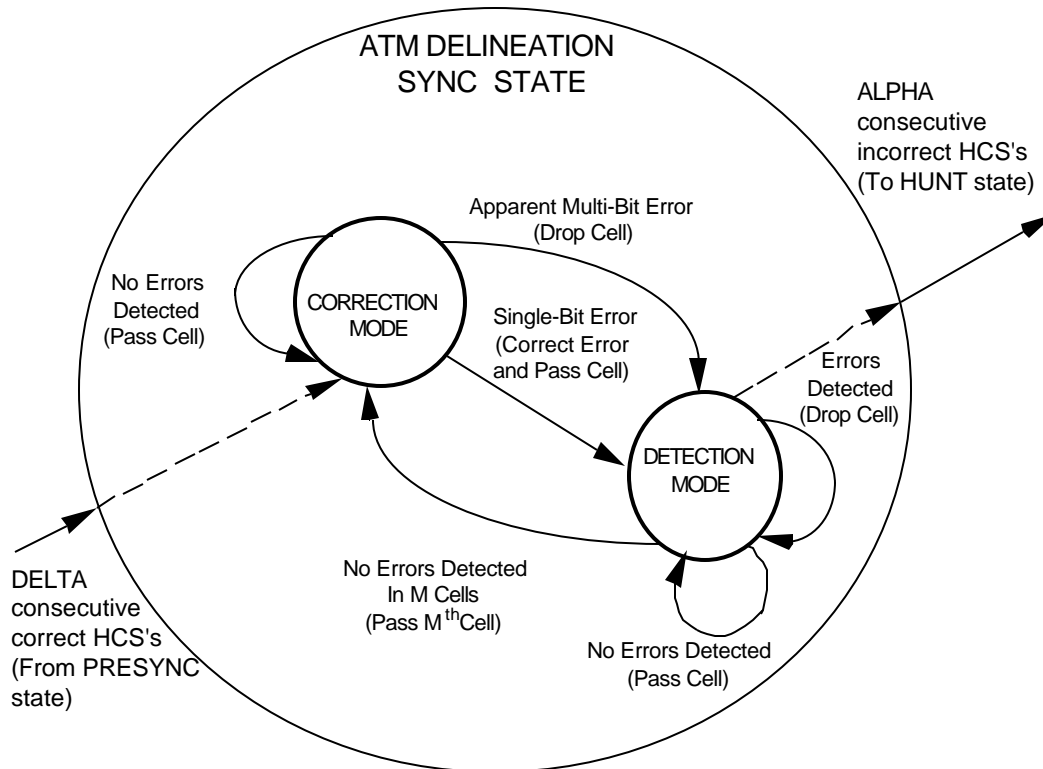 ATM DELINEATION
SYNC STATE
ALPHA
consecutive
incorrect HCS's
(To HUNT state)
Apparent Multi-Bit Error
(Drop Cell)
No Errors
Detected
(Pass Cell)
CORRECTION
MODE
Single-Bit Error
(Correct Error
and Pass Cell)
Errors
Detected
(Drop Cell)
DETECTION
MODE
No Errors Detected
In M Cells
(Pass M th Cell)
DELTA
consecutive
correct HCS's
(From PRESYNC
state)
No Errors Detected
(Pass Cell)